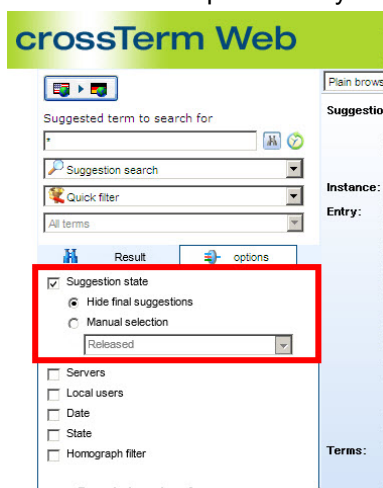 crossTerm Web
Plain brows
Suggested term to search for
Suggestio
*
Suggestion search
Quick filter
Instance:
All terms
Entry:
Result
options
Suggestion state
Hide final suggestions
Manual selection
Released
Servers
Local users
Date
State
Homograph filter
Terms: